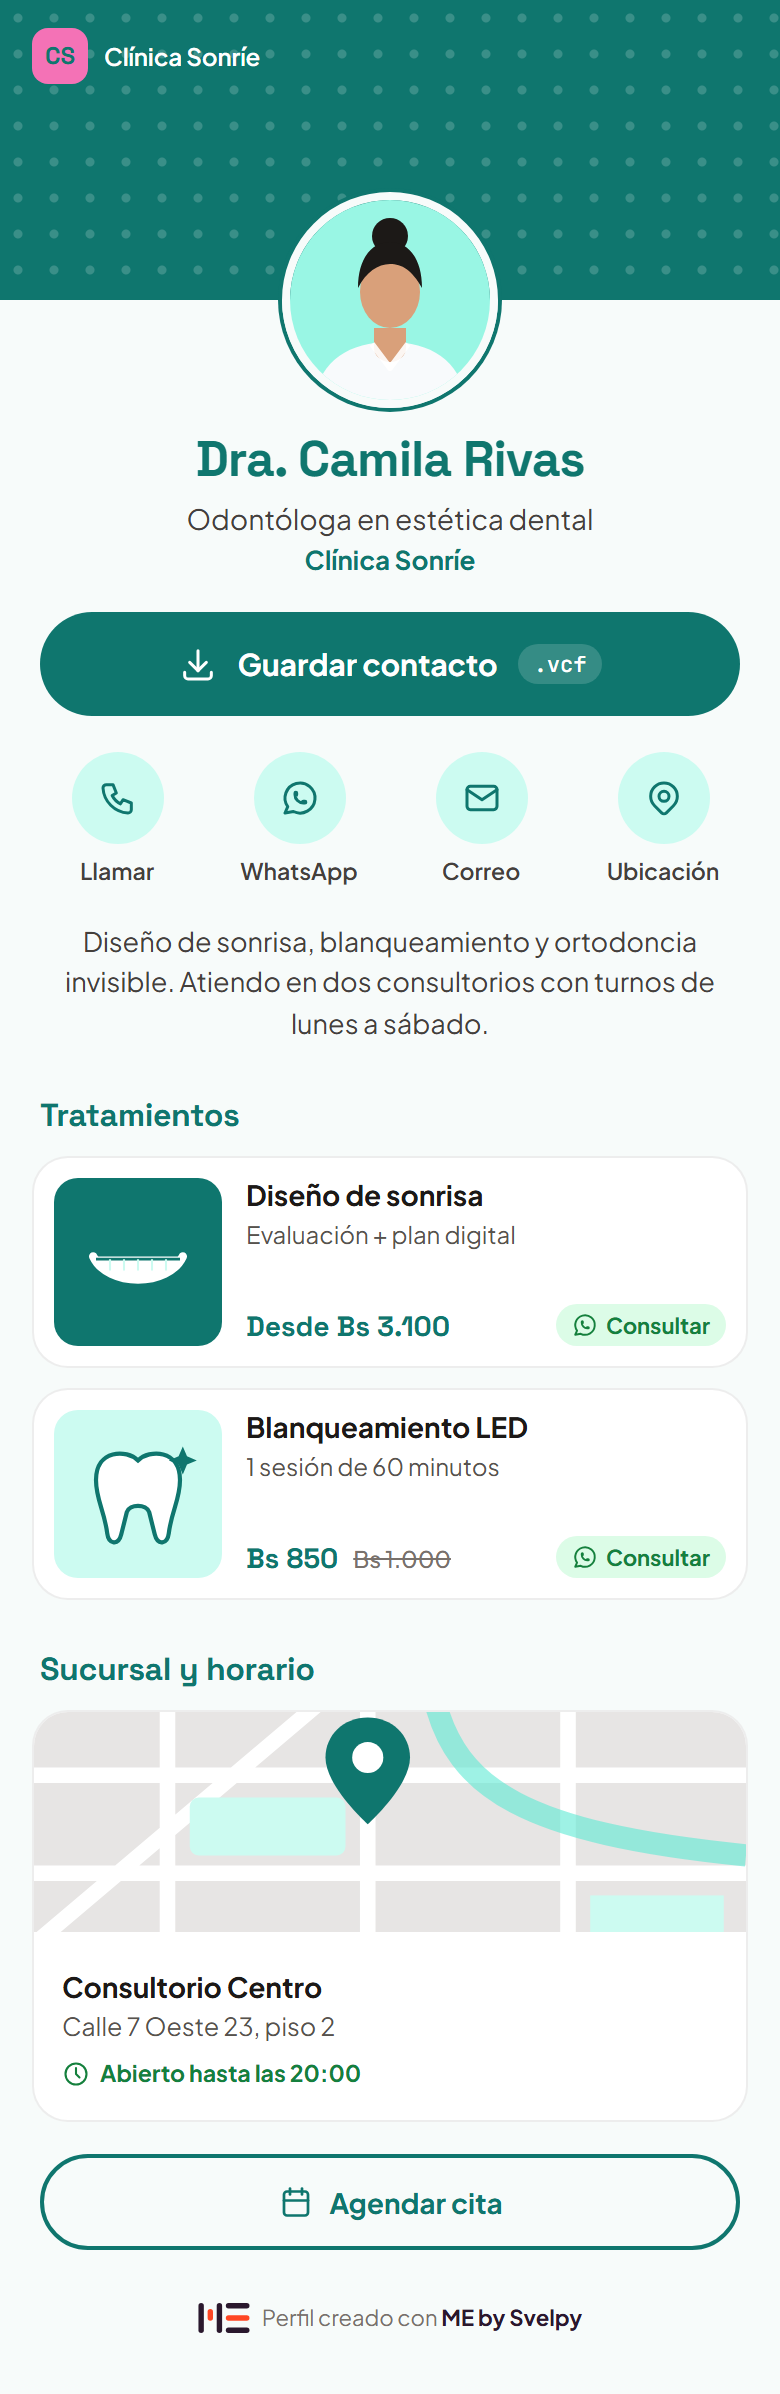 CS
Clínica Sonríe
Dra. Camila Rivas
Odontóloga en estética dental
Clínica Sonríe
Guardar contacto .vcf
Llamar
WhatsApp
Correo
Ubicación
Diseño de sonrisa, blanqueamiento y ortodoncia
invisible. Atiendo en dos consultorios con turnos de
lunes a sábado.
Tratamientos
Diseño de sonrisa
Evaluación + plan digital
Desde Bs 3.100
Consultar
Blanqueamiento LED
1 sesión de 60 minutos
Bs 850 Bs 1.000
Consultar
Sucursal y horario
Consultorio Centro
Calle 7 Oeste 23, piso 2
Abierto hasta las 20:00
Agendar cita
ME Perfil creado con ME by Svelpy